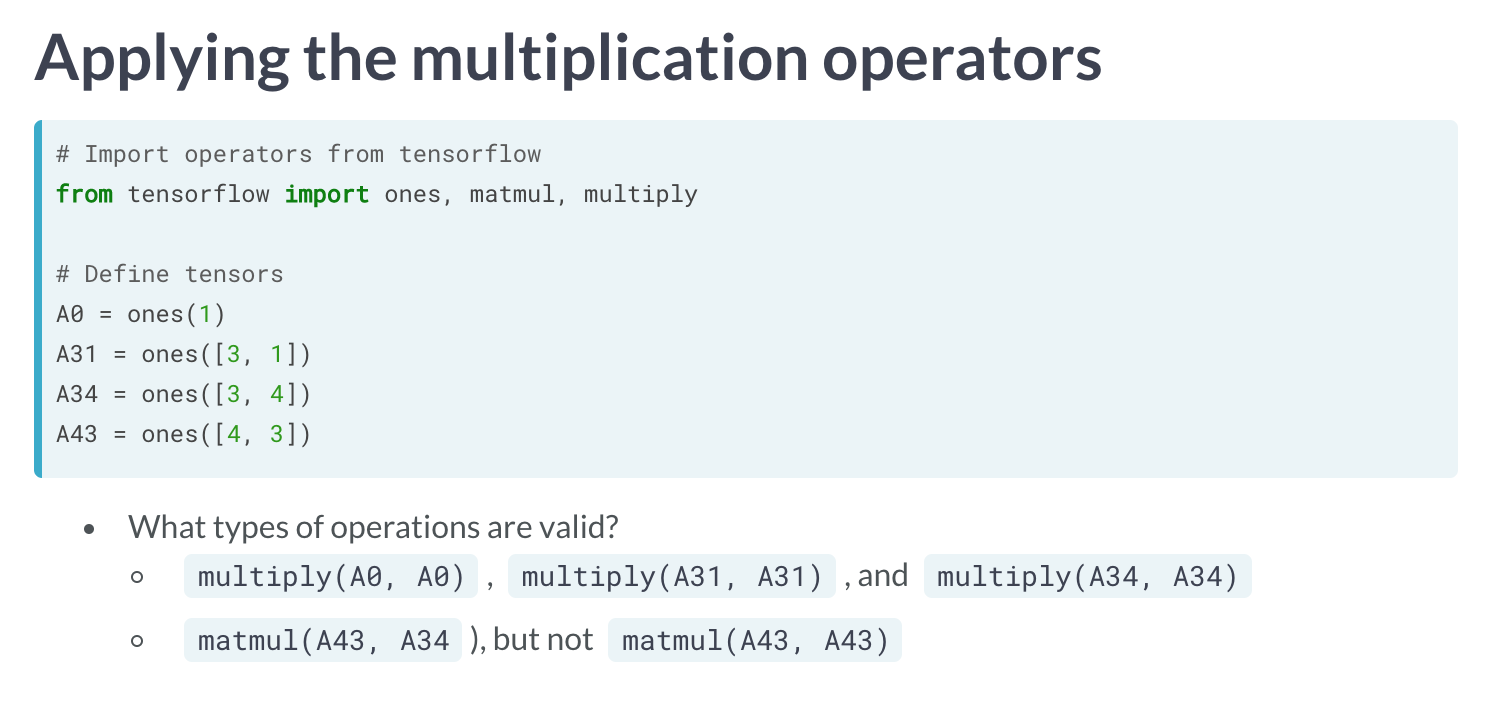 Applying the multiplication operators
# Import operators from tensorflow
from tensorflow import ones, matmul, multiply
# Define tensors
A0 = ones(1)
A31 = ones([3, 1])
A34 = ones([3, 4])
A43 = ones([4, 3])
What types of operations are valid?
multiply(A0, A0) , multiply(A31, A31) , and multiply(A34, A34)
matmul(A43, A34 ), but not matmul(A43, A43)